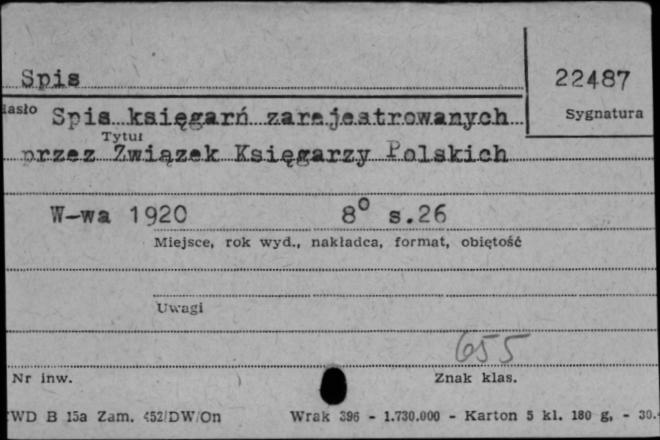 Spis
22487
Hasło Spis księgarń zarejestrowanych
Sygnatura
Tytuł
przez Związek Księgarzy Polskich
W-wa 1920 8° s.26
Miejsce, rok wyd., nakładca, format, objętość
Uwagi
655
Nr inw. Znak klas.
WD B 15a Zam. 452/DW/On Wrak 396 - 1.730.000 - Karton 5 kl. 180 g, - 30.